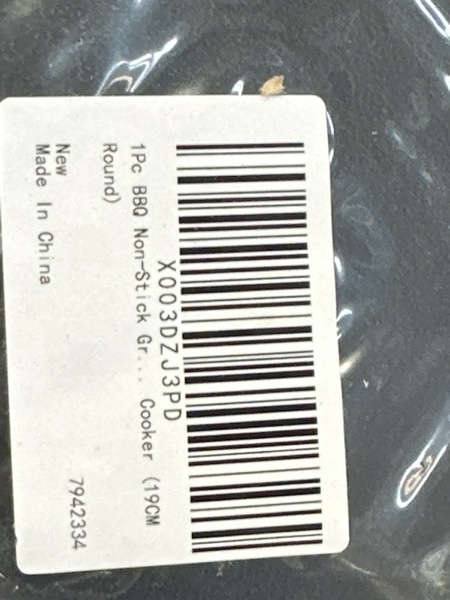 X003DZJ3PD
1Pc BBQ Non-Stick Gr... Cooker (19CM
Round)
New
Made In China
7942334